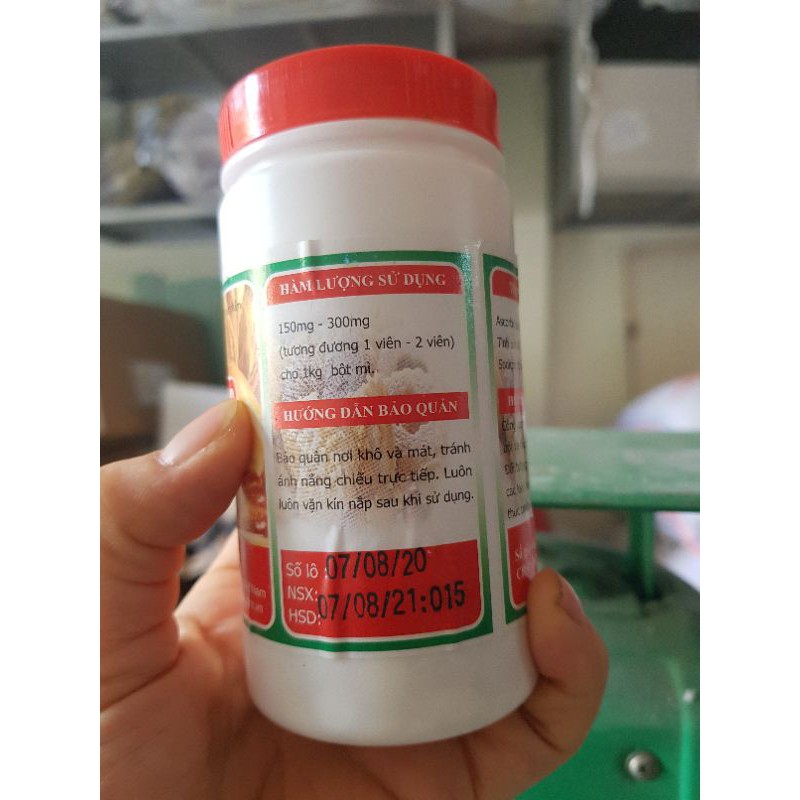 HÀM LƯỢNG SỬ DỤNG
150mg - 300mg
(tương đương 1 viên - 2 viên)
cho 1kg bột mì.
HƯỚNG DẪN BẢO QUẢN
Bảo quản nơi khô và mát, tránh
ánh nắng chiếu trực tiếp. Luôn
luôn vặn kín nắp sau khi sử dụng.
Số lô :07/08/20
NSX:
HSD:07/08/21:015